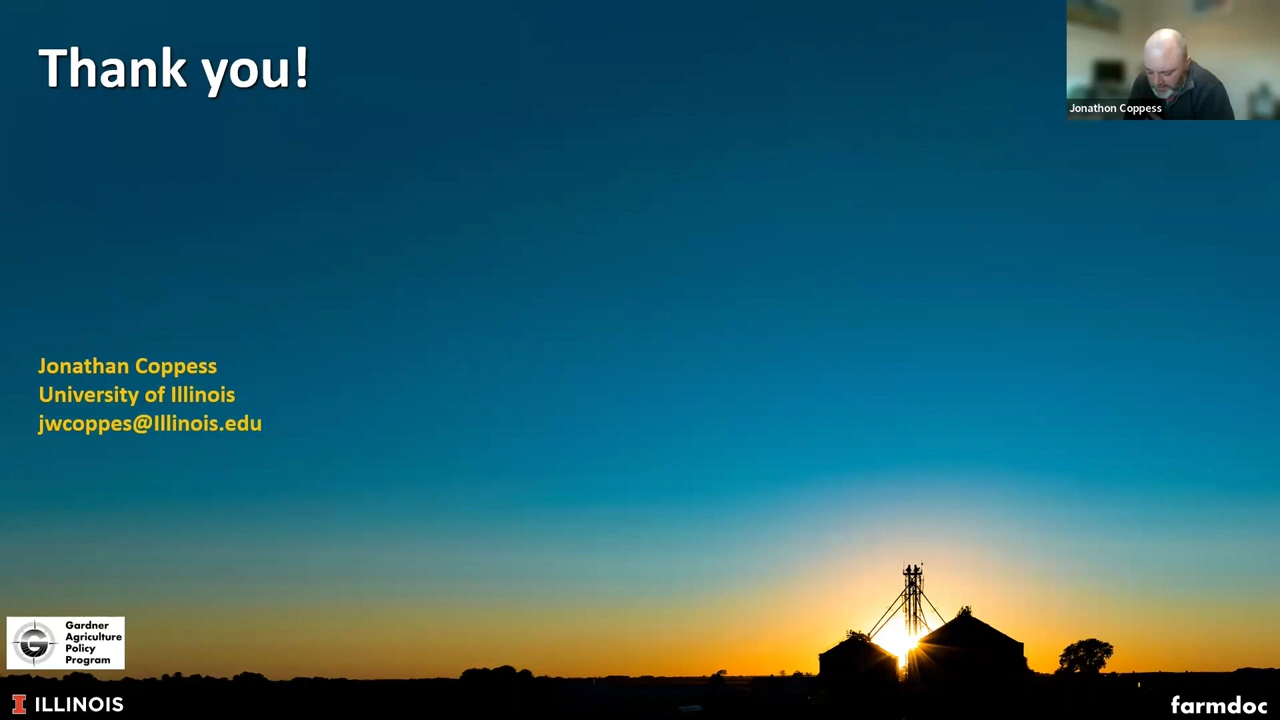 Thank you!
Jonathon Coppess
Jonathan Coppess
University of Illinois
jwcoppes@Illinois.edu
G
Gardner
Agriculture
Policy
Program
I ILLINOIS
farmdoc